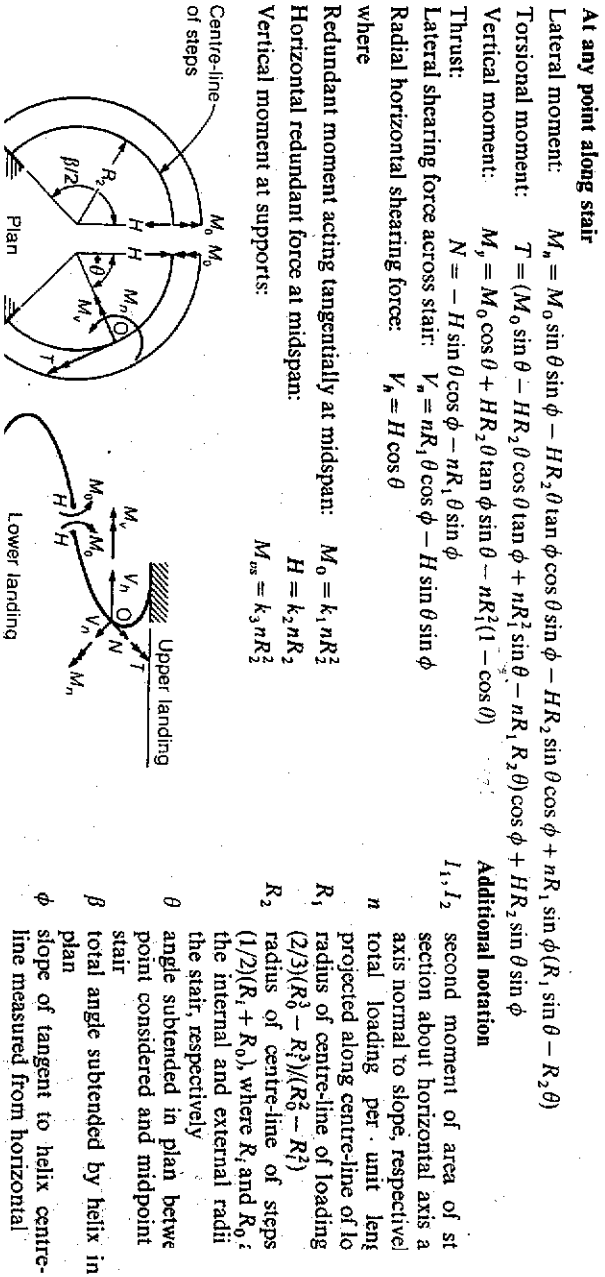 At any point along stair
Lateral moment: M_n = M_0 sin θ sin ϕ − HR_2 θ tan ϕ cos θ sin ϕ − HR_2 sin θ cos ϕ + nR_1 sin ϕ (R_1 sin θ − R_2 θ)
Torsional moment: T = (M_0 sin θ − HR_2 θ cos θ tan ϕ + nR_1^2 sin θ − nR_1 R_2 θ) cos ϕ + HR_2 sin θ sin ϕ
Vertical moment: M_v = M_0 cos θ + HR_2 θ tan ϕ sin θ − nR_1^2 (1 − cos θ)
Thrust: N = − H sin θ cos ϕ − nR_1 θ sin ϕ
Lateral shearing force across stair: V_n = nR_1 θ cos ϕ − H sin θ sin ϕ
Radial horizontal shearing force: V_h = H cos θ
where
Redundant moment acting tangentially at midspan: M_0 = k_1 nR_2^2
Horizontal redundant force at midspan: H = k_2 nR_2
Vertical moment at supports: M_vs = k_3 nR_2^2
Centre-line
of steps
R_2
β/2
M_0 M_0
H H
θ
M_n O
M_v
T
Plan
M_0 M_0
H H
M_v
V_h O
V_n N T
M_n
Upper landing
Lower landing
Additional notation
I_1, I_2 second moment of area of st
section about horizontal axis a
axis normal to slope, respectivel
n total loading per unit leng
projected along centre-line of lo
R_1 radius of centre-line of loading
(2/3)(R_0^3 − R_i^3)/(R_0^2 − R_i^2)
R_2 radius of centre-line of steps
(1/2)(R_i + R_0), where R_i and R_0
the internal and external radii
the stair, respectively
θ angle subtended in plan betwe
point considered and midpoint
stair
β total angle subtended by helix in
plan
ϕ slope of tangent to helix centre-
line measured from horizontal